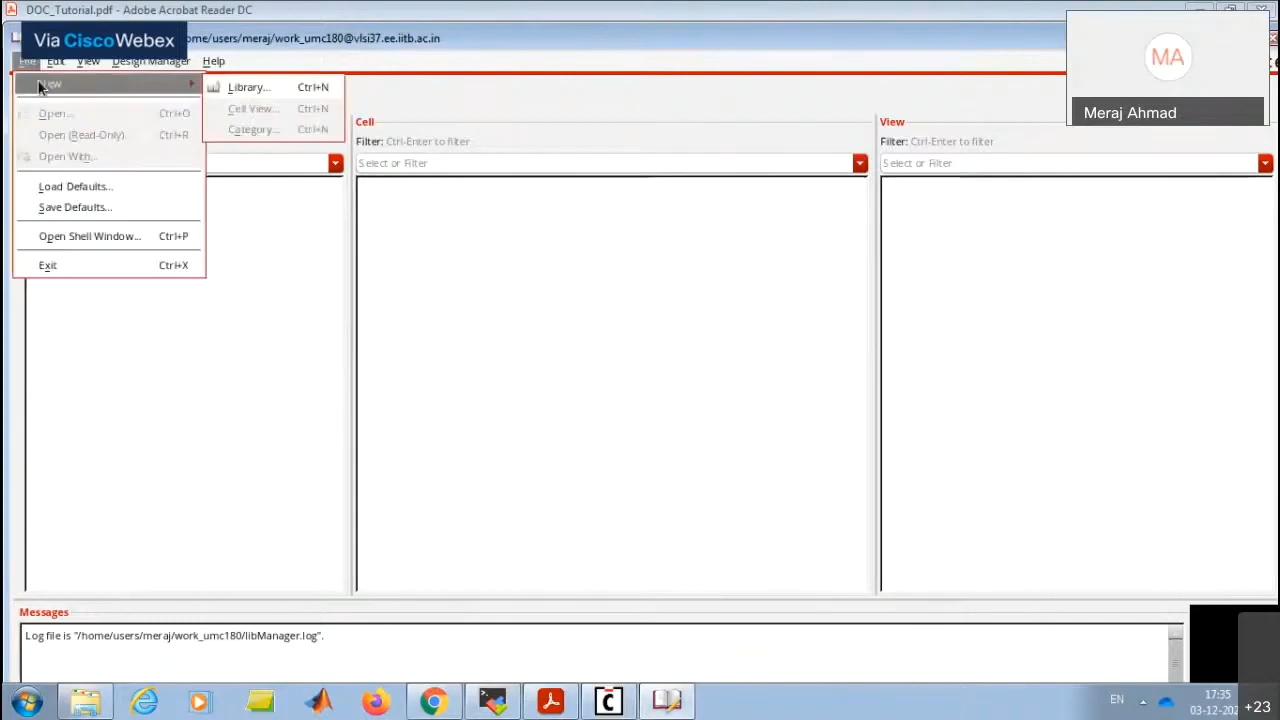 DOC_Tutorial.pdf - Adobe Acrobat Reader DC
Via CiscoWebex
ome/users/meraj/work_umc180@vlsi37.ee.iitb.ac.in
File Edit View Design Manager Help
New
Library... Ctrl+N
Cell View... Ctrl+N
Category... Ctrl+N
Open... Ctrl+O
Open (Read-Only). Ctrl+R
Open With...
Load Defaults...
Save Defaults...
Open Shell Window... Ctrl+P
Exit Ctrl+X
MA
Meraj Ahmad
Cell
Filter: Ctrl-Enter to filter
Select or Filter
View
Filter: Ctrl-Enter to filter
Select or Filter
Messages
Log file is "/home/users/meraj/work_umc180/libManager.log".
EN
17:35
03-12-202
+23